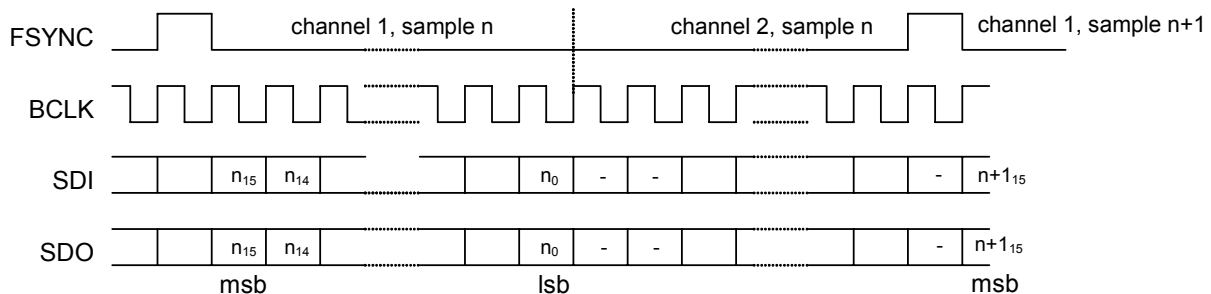 FSYNC channel 1, sample n channel 2, sample n channel 1, sample n+1
BCLK
SDI n₁₅ n₁₄ n₀ - - - n+1₁₅
SDO n₁₅ n₁₄ n₀ - - - n+1₁₅
msb lsb msb